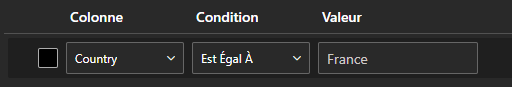 Colonne Condition Valeur
Country Est Égal À France